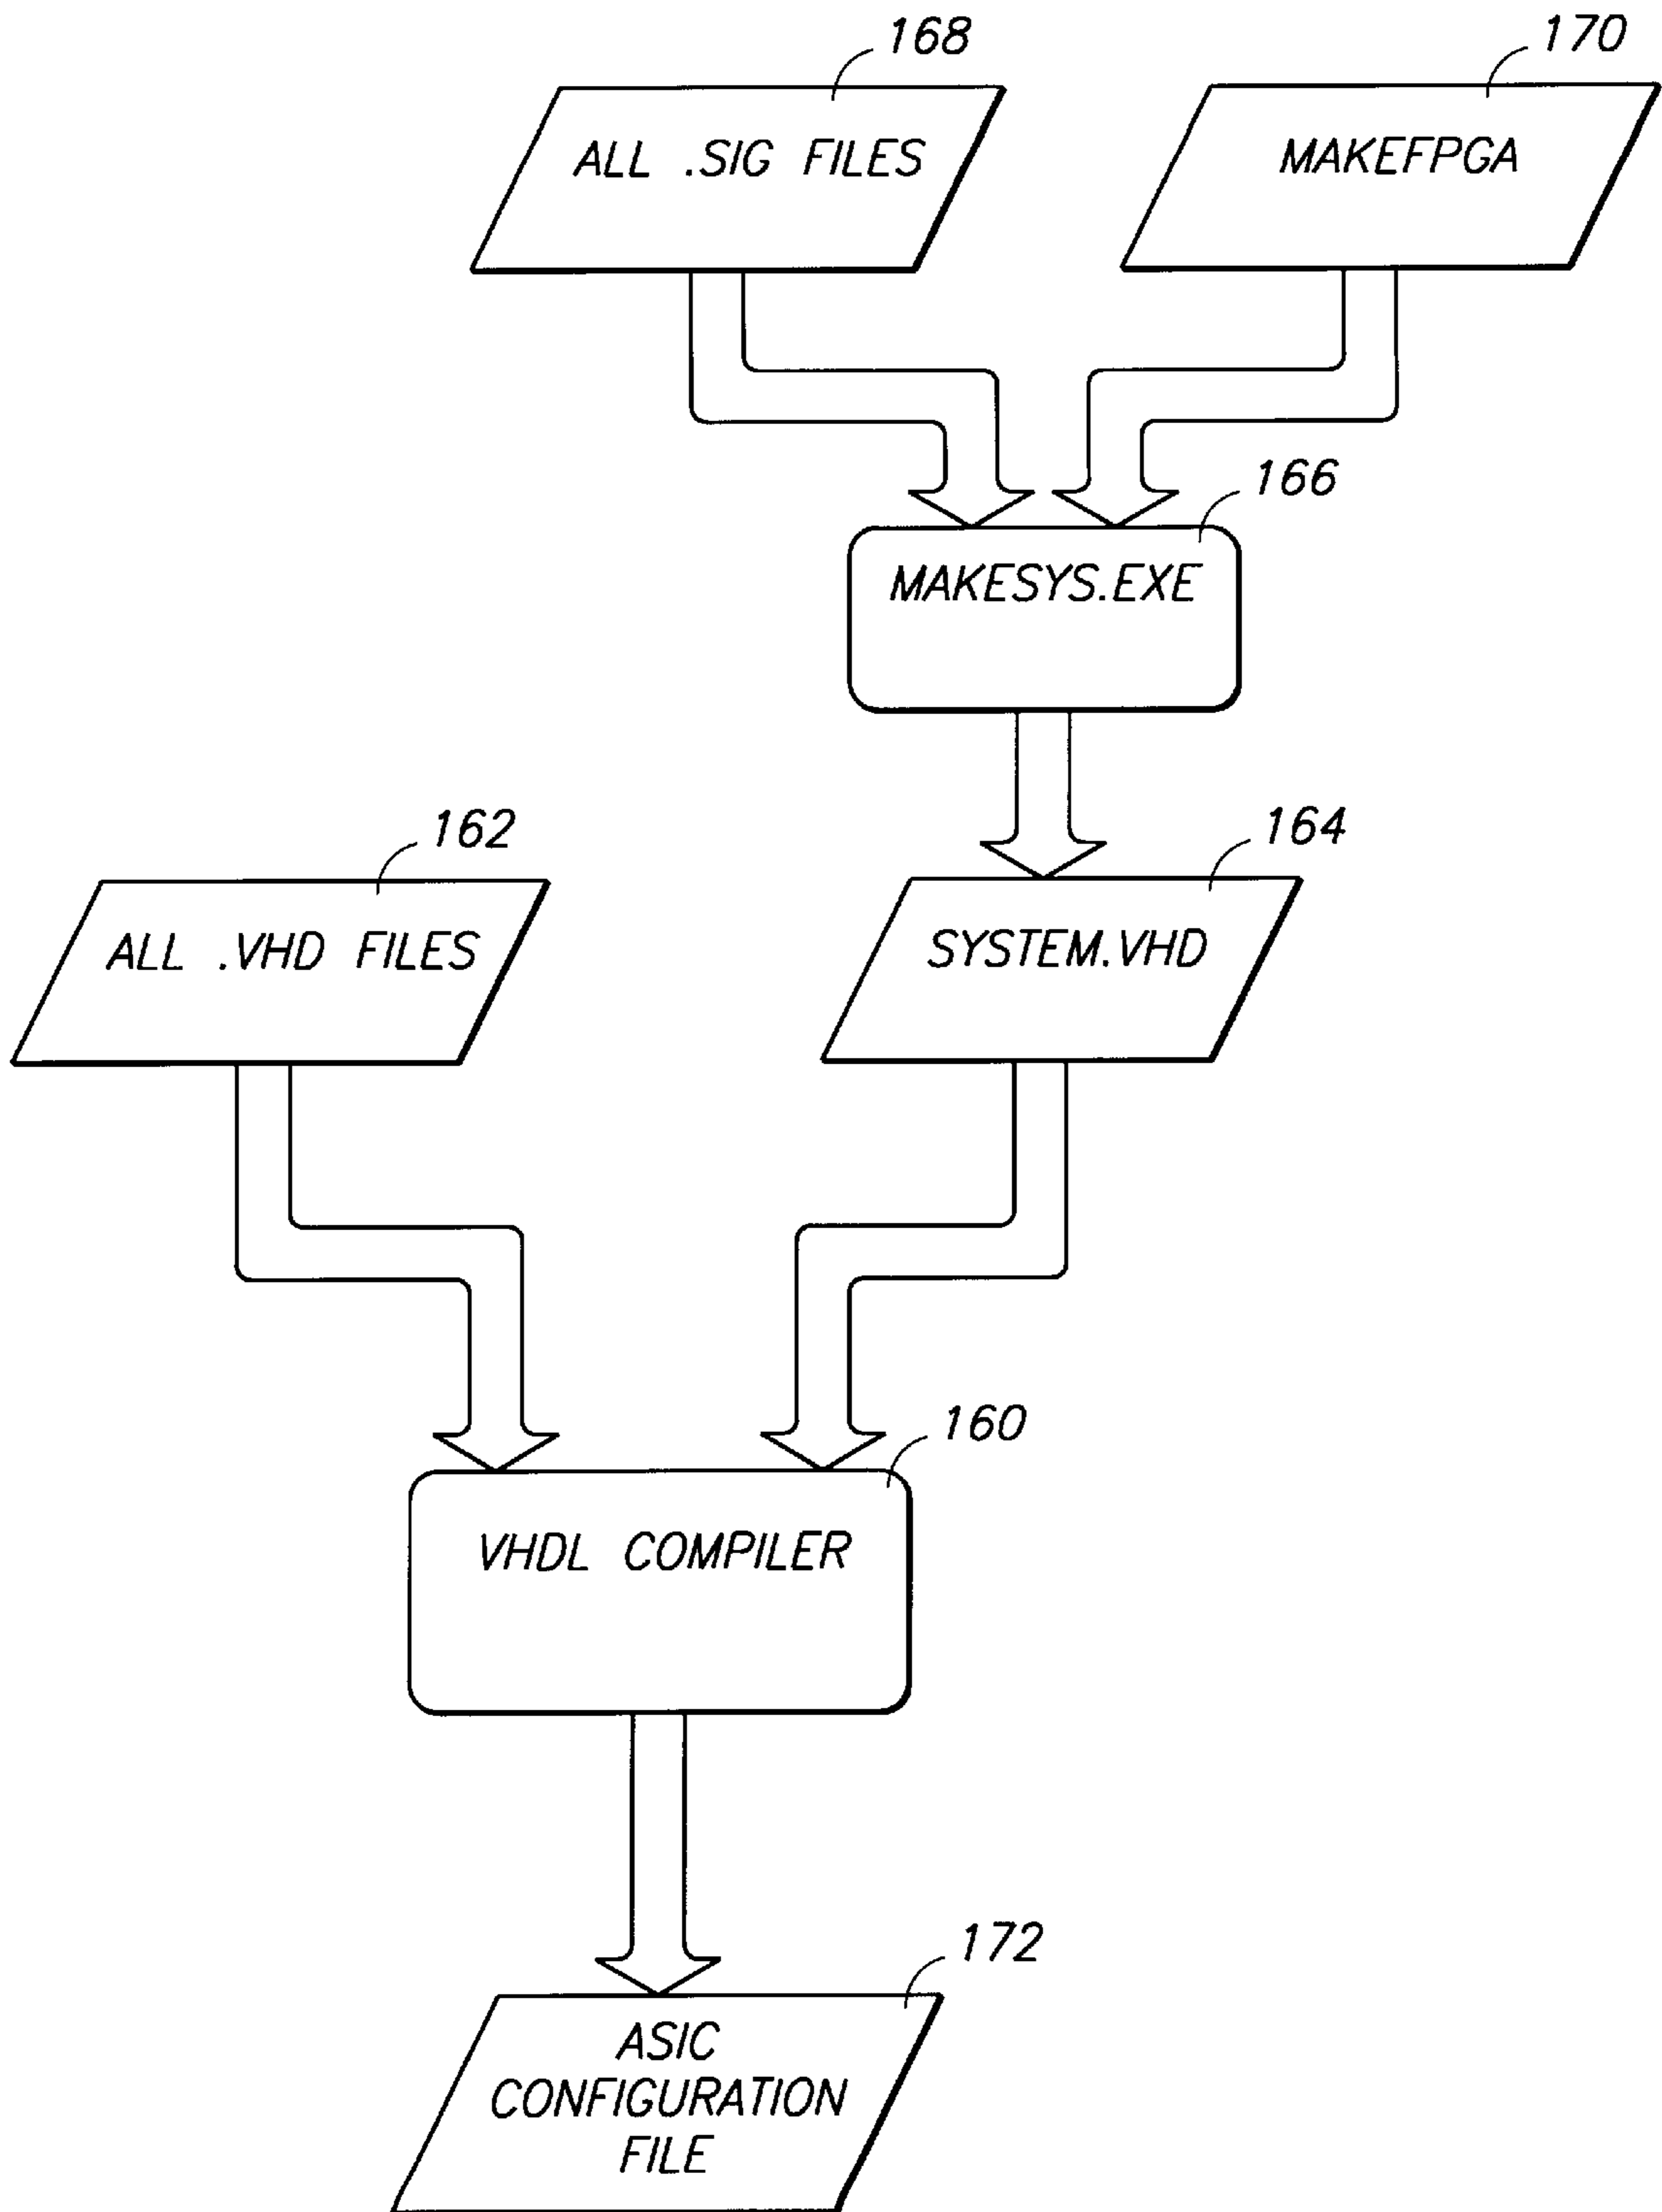 168
170
ALL .SIG FILES
MAKEFPGA
166
MAKESYS.EXE
162
164
ALL .VHD FILES
SYSTEM.VHD
160
VHDL COMPILER
172
ASIC
CONFIGURATION
FILE